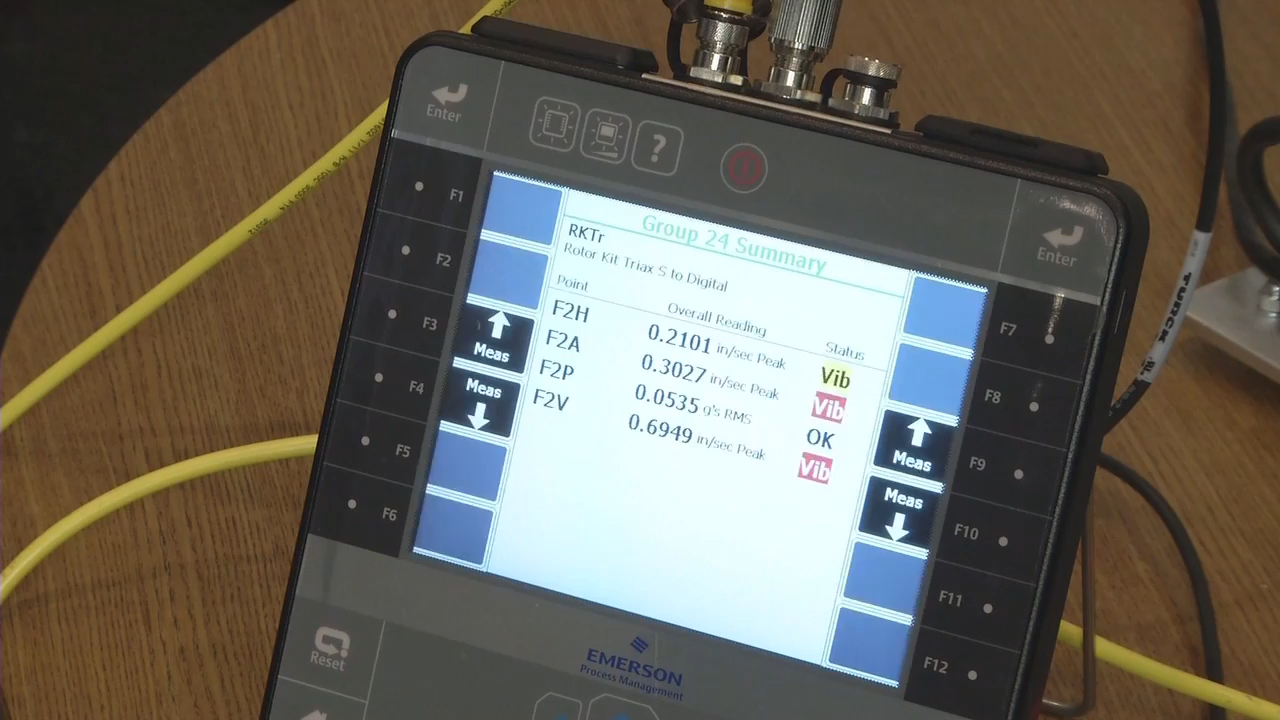 Enter
?
Enter
F1
F2
F3
F4
F5
F6
Group 24 Summary
RKTr
Rotor Kit Triax S to Digital
Point Overall Reading Status
F2H 0.2101 in/sec Peak Vib
F2A 0.3027 in/sec Peak Vib
F2P 0.0535 g's RMS OK
F2V 0.6949 in/sec Peak Vib
Meas
Meas
Meas
Meas
F7
F8
F9
F10
F11
F12
Reset
EMERSON
Process Management
TURCK